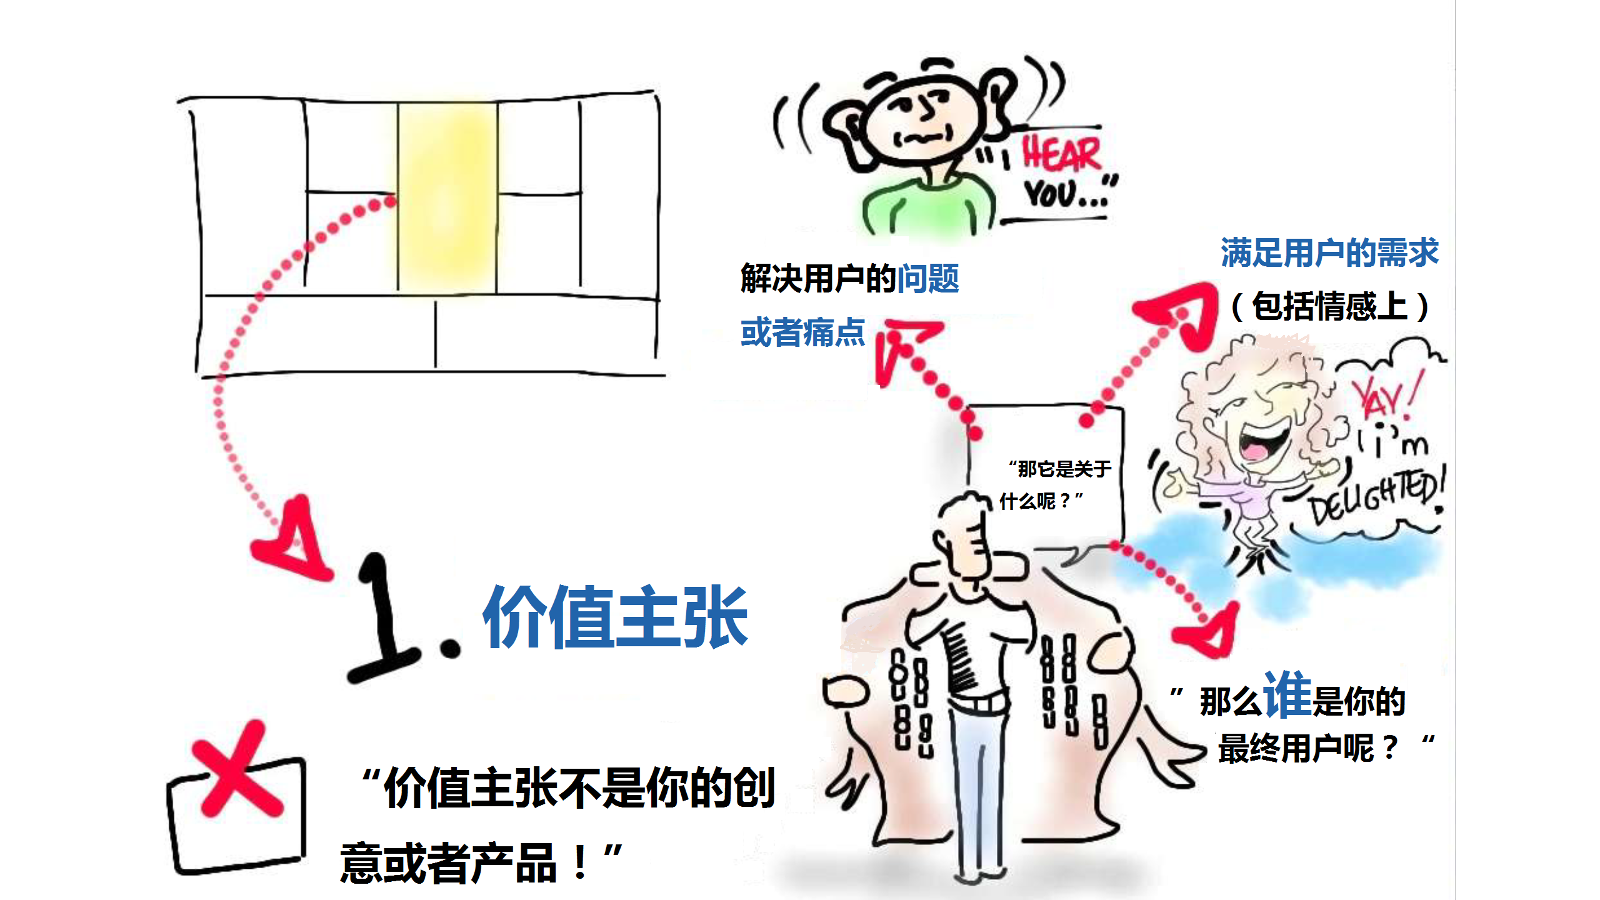 "I HEAR
YOU..."
解决用户的问题
或者痛点
满足用户的需求
（包括情感上）
YAY!
i'm
DELIGHTED!
“那它是关于
什么呢？”
1. 价值主张
”那么谁是你的
最终用户呢？“
“价值主张不是你的创
意或者产品！”